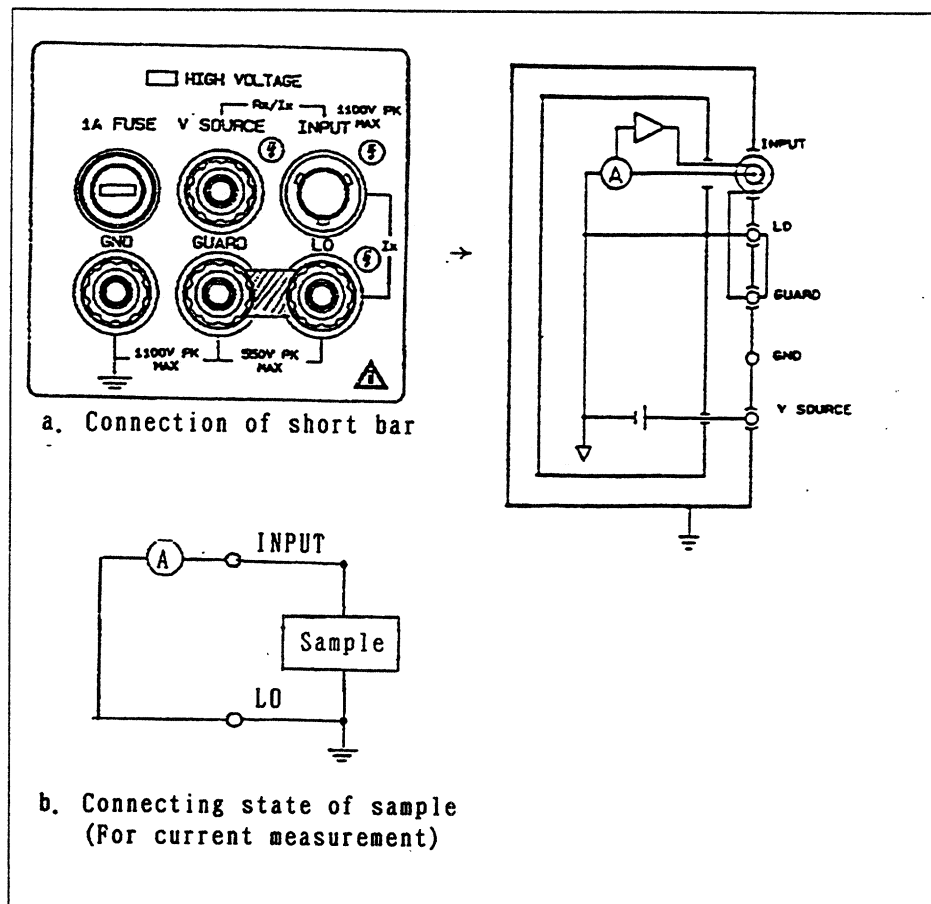 HIGH VOLTAGE
Rx/Ix
1100V PK MAX
1A FUSE V SOURCE INPUT
GND GUARD LO
Ix
1100V PK MAX
550V PK MAX
→
INPUT
A
LO
GUARD
GND
V SOURCE
a. Connection of short bar
A INPUT
Sample
LO
b. Connecting state of sample
(For current measurement)